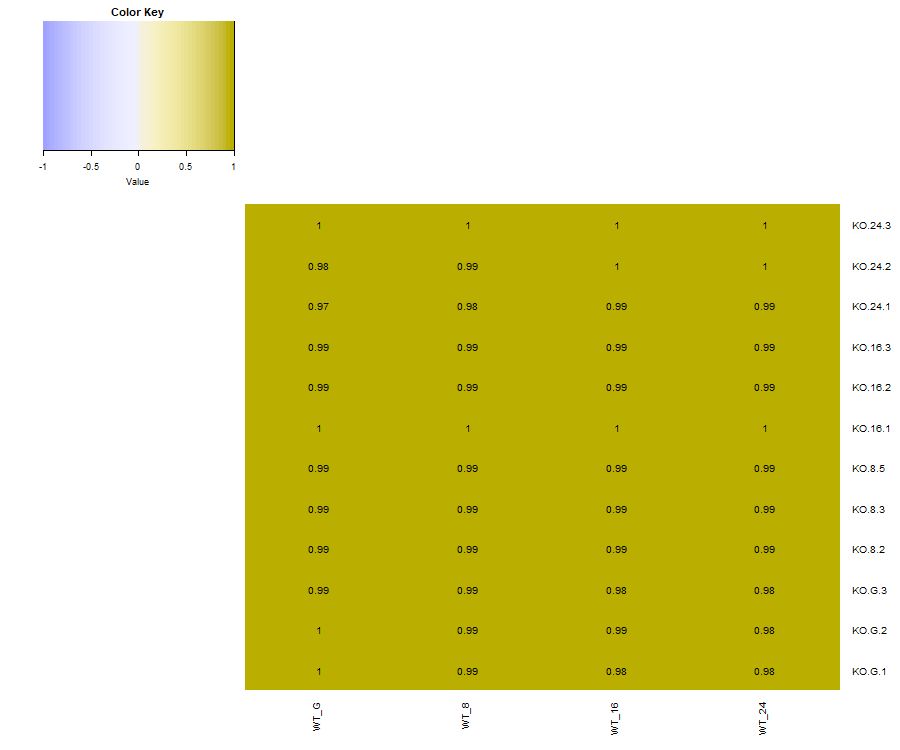 Color Key
-1 -0.5 0 0.5 1
Value
1 1 1 1 KO.24.3
0.98 0.99 1 1 KO.24.2
0.97 0.98 0.99 0.99 KO.24.1
0.99 0.99 0.99 0.99 KO.16.3
0.99 0.99 0.99 0.99 KO.16.2
1 1 1 1 KO.16.1
0.99 0.99 0.99 0.99 KO.8.5
0.99 0.99 0.99 0.99 KO.8.3
0.99 0.99 0.99 0.99 KO.8.2
0.99 0.99 0.98 0.98 KO.G.3
1 0.99 0.99 0.98 KO.G.2
1 0.99 0.98 0.98 KO.G.1
WT_G WT_8 WT_16 WT_24